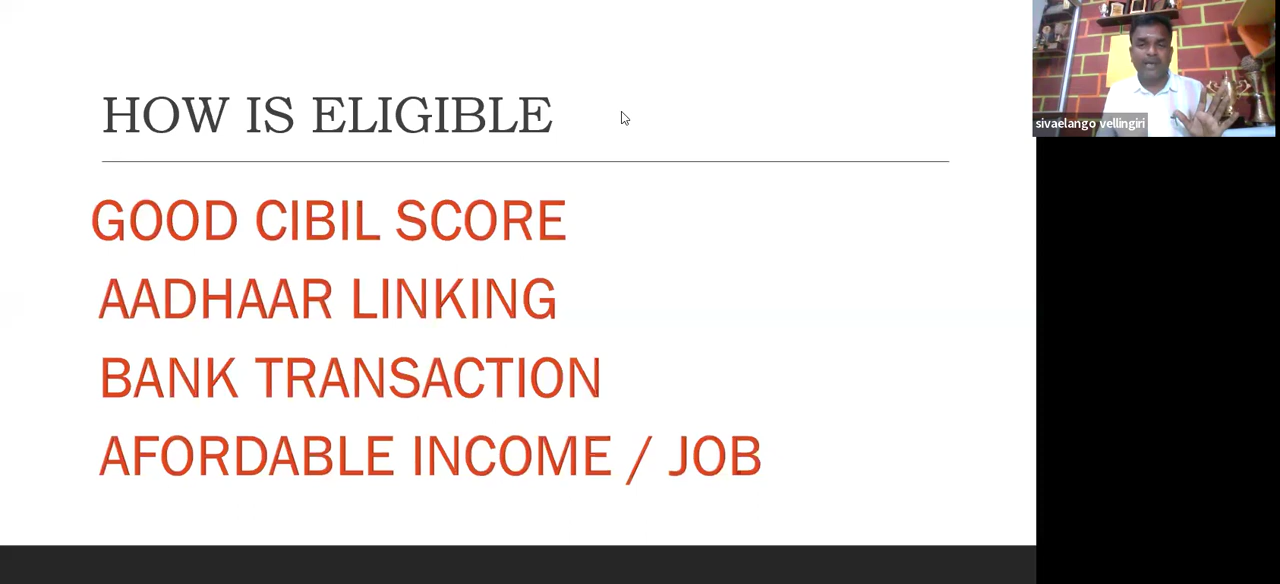 HOW IS ELIGIBLE
GOOD CIBIL SCORE
AADHAAR LINKING
BANK TRANSACTION
AFORDABLE INCOME / JOB
sivaelango vellingiri